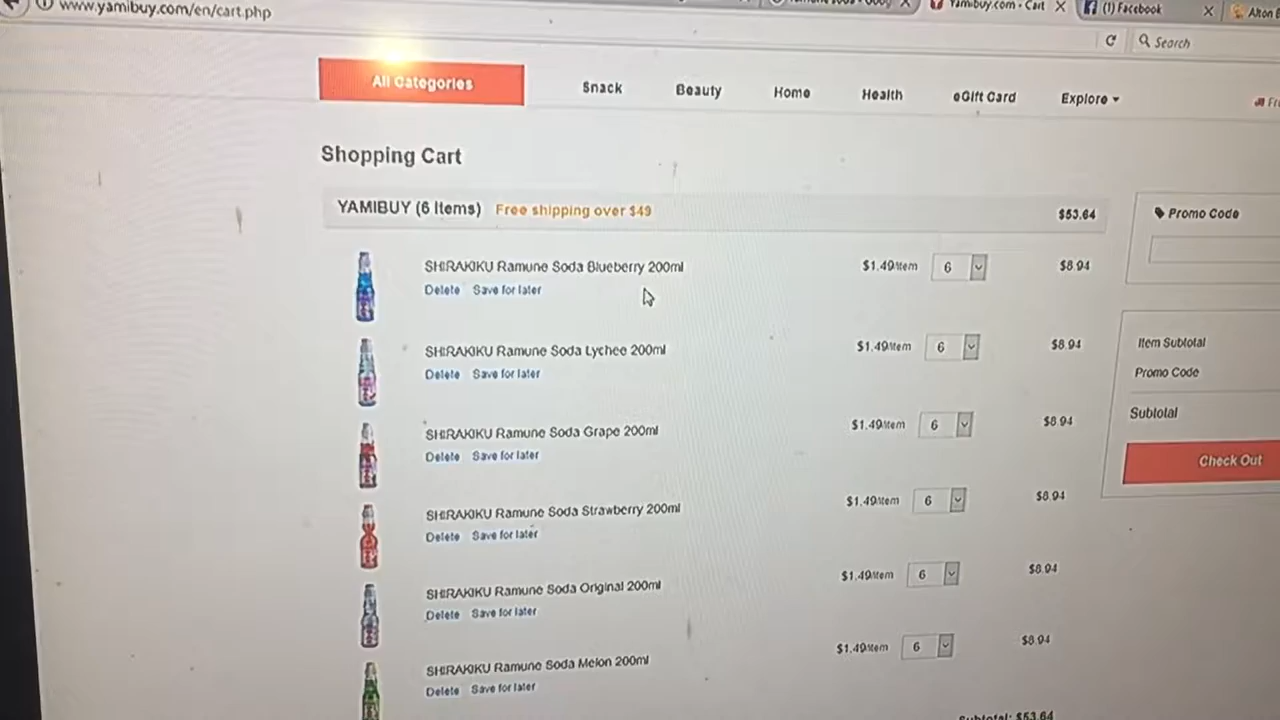 www.yamibuy.com/en/cart.php
Yamibuy.com - Cart
(1) Facebook
Alton
Search
All Categories
Snack
Beauty
Home
Health
eGift Card
Explore
Shopping Cart
YAMIBUY (6 Items) Free shipping over $49 $53.64
Promo Code
SHIRAKIKU Ramune Soda Blueberry 200ml $1.49/item 6 $8.94
Delete Save for later
SHIRAKIKU Ramune Soda Lychee 200ml $1.49/item 6 $8.94
Delete Save for later
Item Subtotal
Promo Code
Subtotal
Check Out
SHIRAKIKU Ramune Soda Grape 200ml $1.49/item 6 $8.94
Delete Save for later
SHIRAKIKU Ramune Soda Strawberry 200ml $1.49/item 6 $8.94
Delete Save for later
SHIRAKIKU Ramune Soda Original 200ml $1.49/item 6 $8.94
Delete Save for later
SHIRAKIKU Ramune Soda Melon 200ml $1.49/item 6 $8.94
Delete Save for later
Subtotal: $53.64